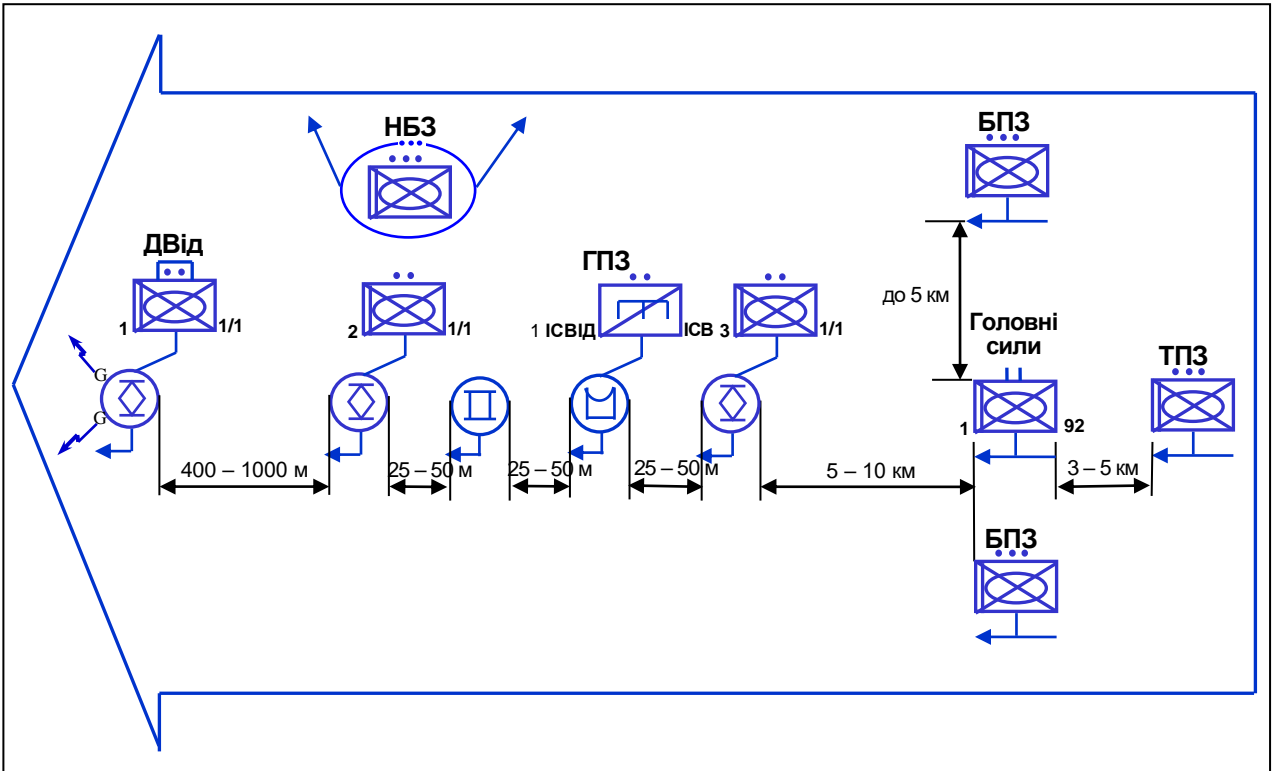 НБЗ
БПЗ
ДВід
ГПЗ
1
1/1
2
1/1
1 ІСВІД
ІСВ
3
1/1
до 5 км
Головні
сили
ТПЗ
G
G
1
92
400 – 1000 м
25 – 50 м
25 – 50 м
25 – 50 м
5 – 10 км
3 – 5 км
БПЗ